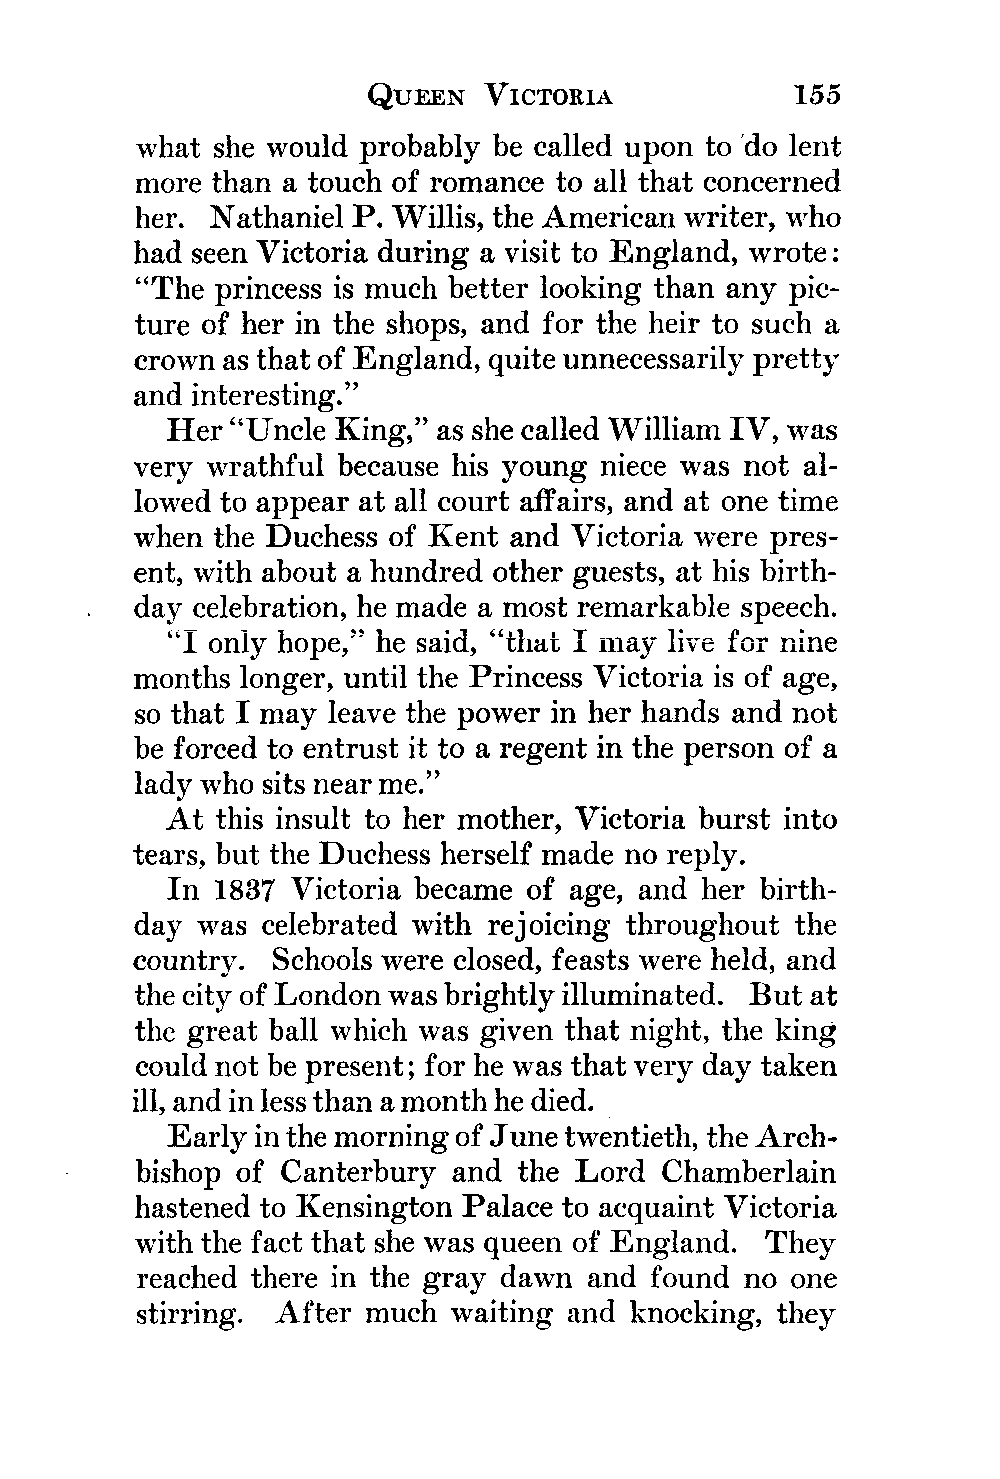 QUEEN VICTORIA 155
what she would probably be called upon to do lent
more than a touch of romance to all that concerned
her. Nathaniel P. Willis, the American writer, who
had seen Victoria during a visit to England, wrote:
“The princess is much better looking than any pic-
ture of her in the shops, and for the heir to such a
crown as that of England, quite unnecessarily pretty
and interesting.”
Her “Uncle King,” as she called William IV, was
very wrathful because his young niece was not al-
lowed to appear at all court affairs, and at one time
when the Duchess of Kent and Victoria were pres-
ent, with about a hundred other guests, at his birth-
day celebration, he made a most remarkable speech.
“I only hope,” he said, “that I may live for nine
months longer, until the Princess Victoria is of age,
so that I may leave the power in her hands and not
be forced to entrust it to a regent in the person of a
lady who sits near me.”
At this insult to her mother, Victoria burst into
tears, but the Duchess herself made no reply.
In 1837 Victoria became of age, and her birth-
day was celebrated with rejoicing throughout the
country. Schools were closed, feasts were held, and
the city of London was brightly illuminated. But at
the great ball which was given that night, the king
could not be present; for he was that very day taken
ill, and in less than a month he died.
Early in the morning of June twentieth, the Arch-
bishop of Canterbury and the Lord Chamberlain
hastened to Kensington Palace to acquaint Victoria
with the fact that she was queen of England. They
reached there in the gray dawn and found no one
stirring. After much waiting and knocking, they